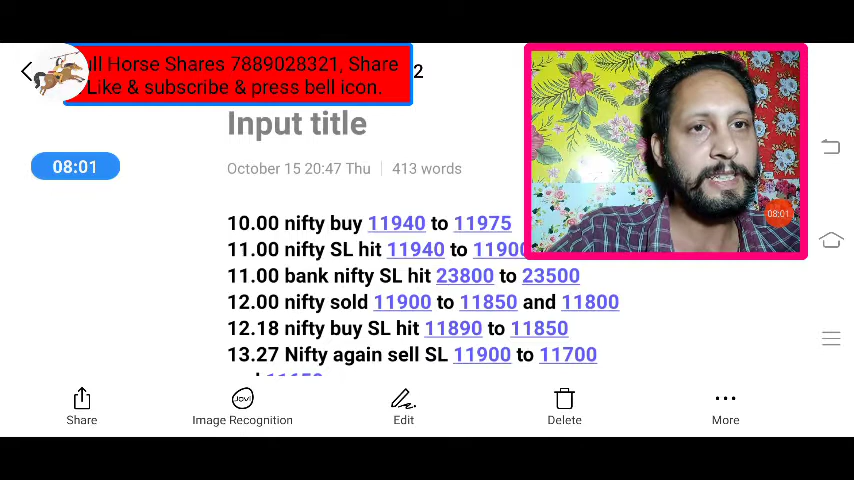 ull Horse Shares 7889028321, Share
Like & subscribe & press bell icon.
2
Input title
08:01
October 15 20:47 Thu | 413 words
08:01
10.00 nifty buy 11940 to 11975
11.00 nifty SL hit 11940 to 11900
11.00 bank nifty SL hit 23800 to 23500
12.00 nifty sold 11900 to 11850 and 11800
12.18 nifty buy SL hit 11890 to 11850
13.27 Nifty again sell SL 11900 to 11700
Jovi
Share
Image Recognition
Edit
Delete
More